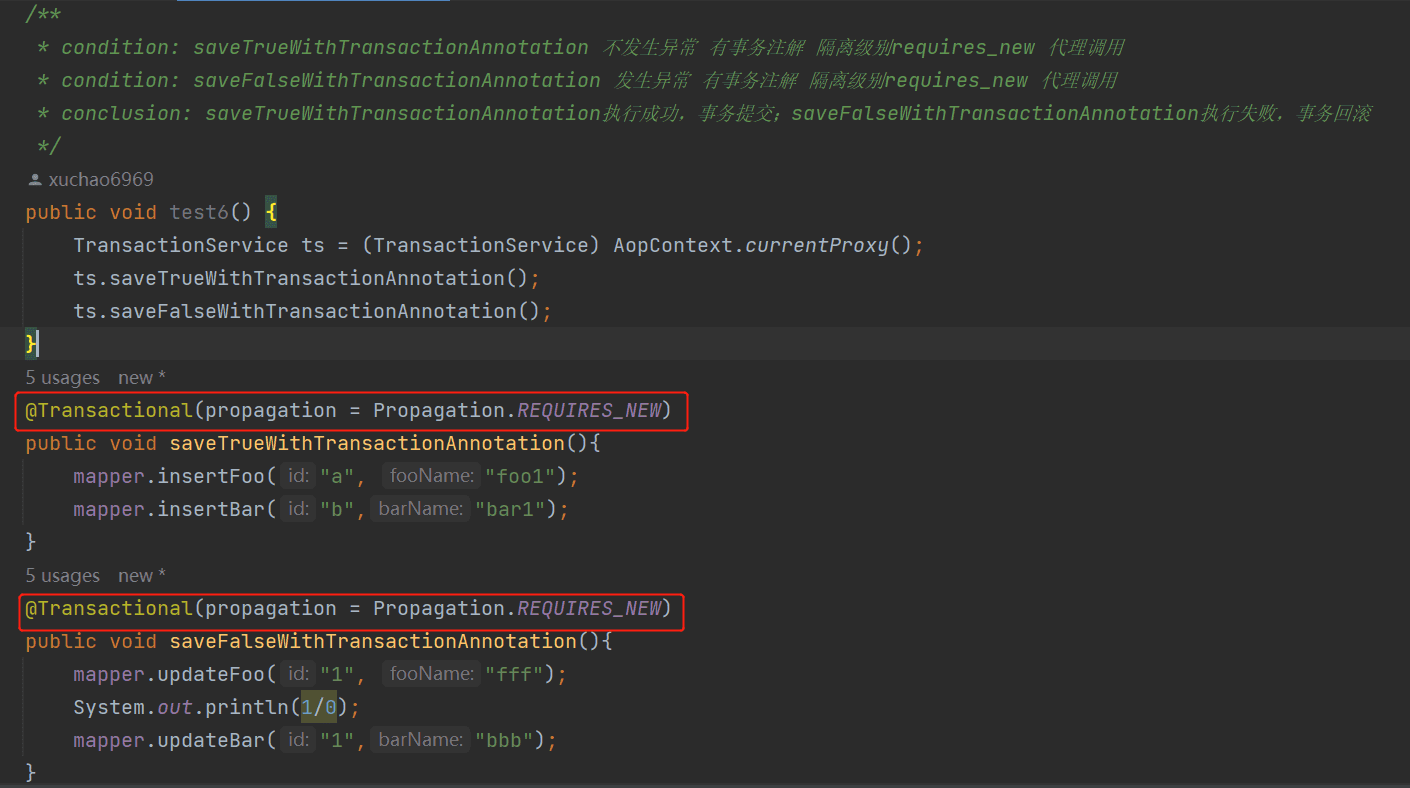 /**
 * condition: saveTrueWithTransactionAnnotation 不发生异常 有事务注解 隔离级别requires_new 代理调用
 * condition: saveFalseWithTransactionAnnotation 发生异常 有事务注解 隔离级别requires_new 代理调用
 * conclusion: saveTrueWithTransactionAnnotation执行成功，事务提交；saveFalseWithTransactionAnnotation执行失败，事务回滚
 */
xuchao6969
public void test6() {
    TransactionService ts = (TransactionService) AopContext.currentProxy();
    ts.saveTrueWithTransactionAnnotation();
    ts.saveFalseWithTransactionAnnotation();
}
5 usages new *
@Transactional(propagation = Propagation.REQUIRES_NEW)
public void saveTrueWithTransactionAnnotation(){
    mapper.insertFoo( id: "a", fooName: "foo1");
    mapper.insertBar( id: "b", barName: "bar1");
}
5 usages new *
@Transactional(propagation = Propagation.REQUIRES_NEW)
public void saveFalseWithTransactionAnnotation(){
    mapper.updateFoo( id: "1", fooName: "fff");
    System.out.println(1/0);
    mapper.updateBar( id: "1", barName: "bbb");
}